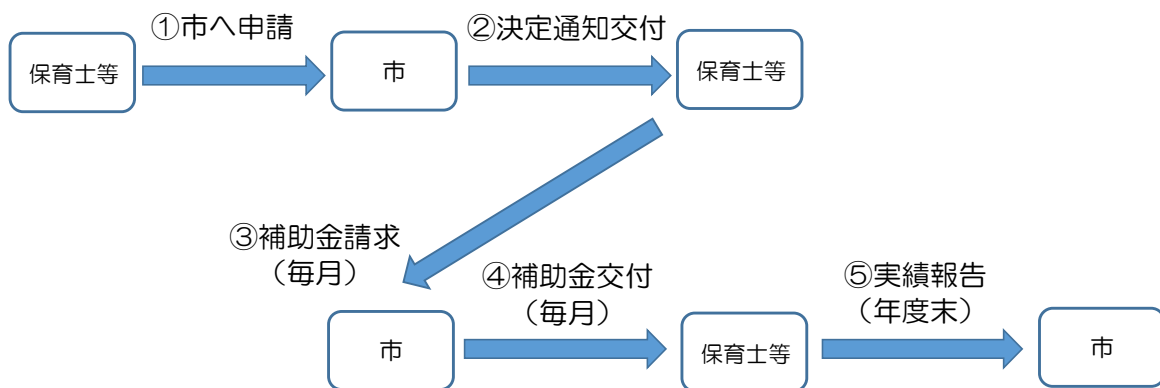 ①市へ申請
②決定通知交付
保育士等
市
保育士等
③補助金請求
（毎月）
④補助金交付
（毎月）
⑤実績報告
（年度末）
市
保育士等
市